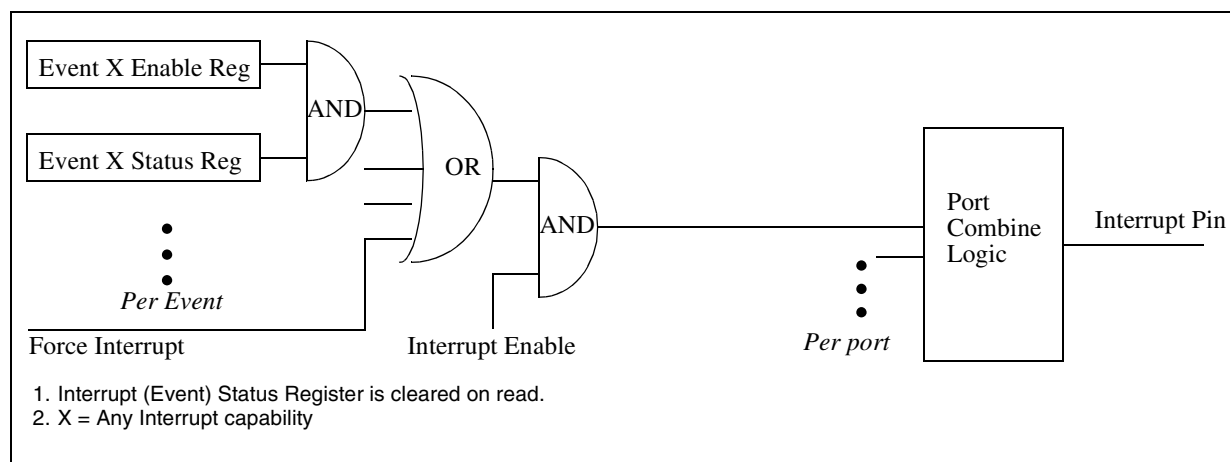 Event X Enable Reg
AND
Event X Status Reg
OR
AND
Port
Combine
Logic
Interrupt Pin
Per Event
Per port
Force Interrupt
Interrupt Enable
1. Interrupt (Event) Status Register is cleared on read.
2. X = Any Interrupt capability